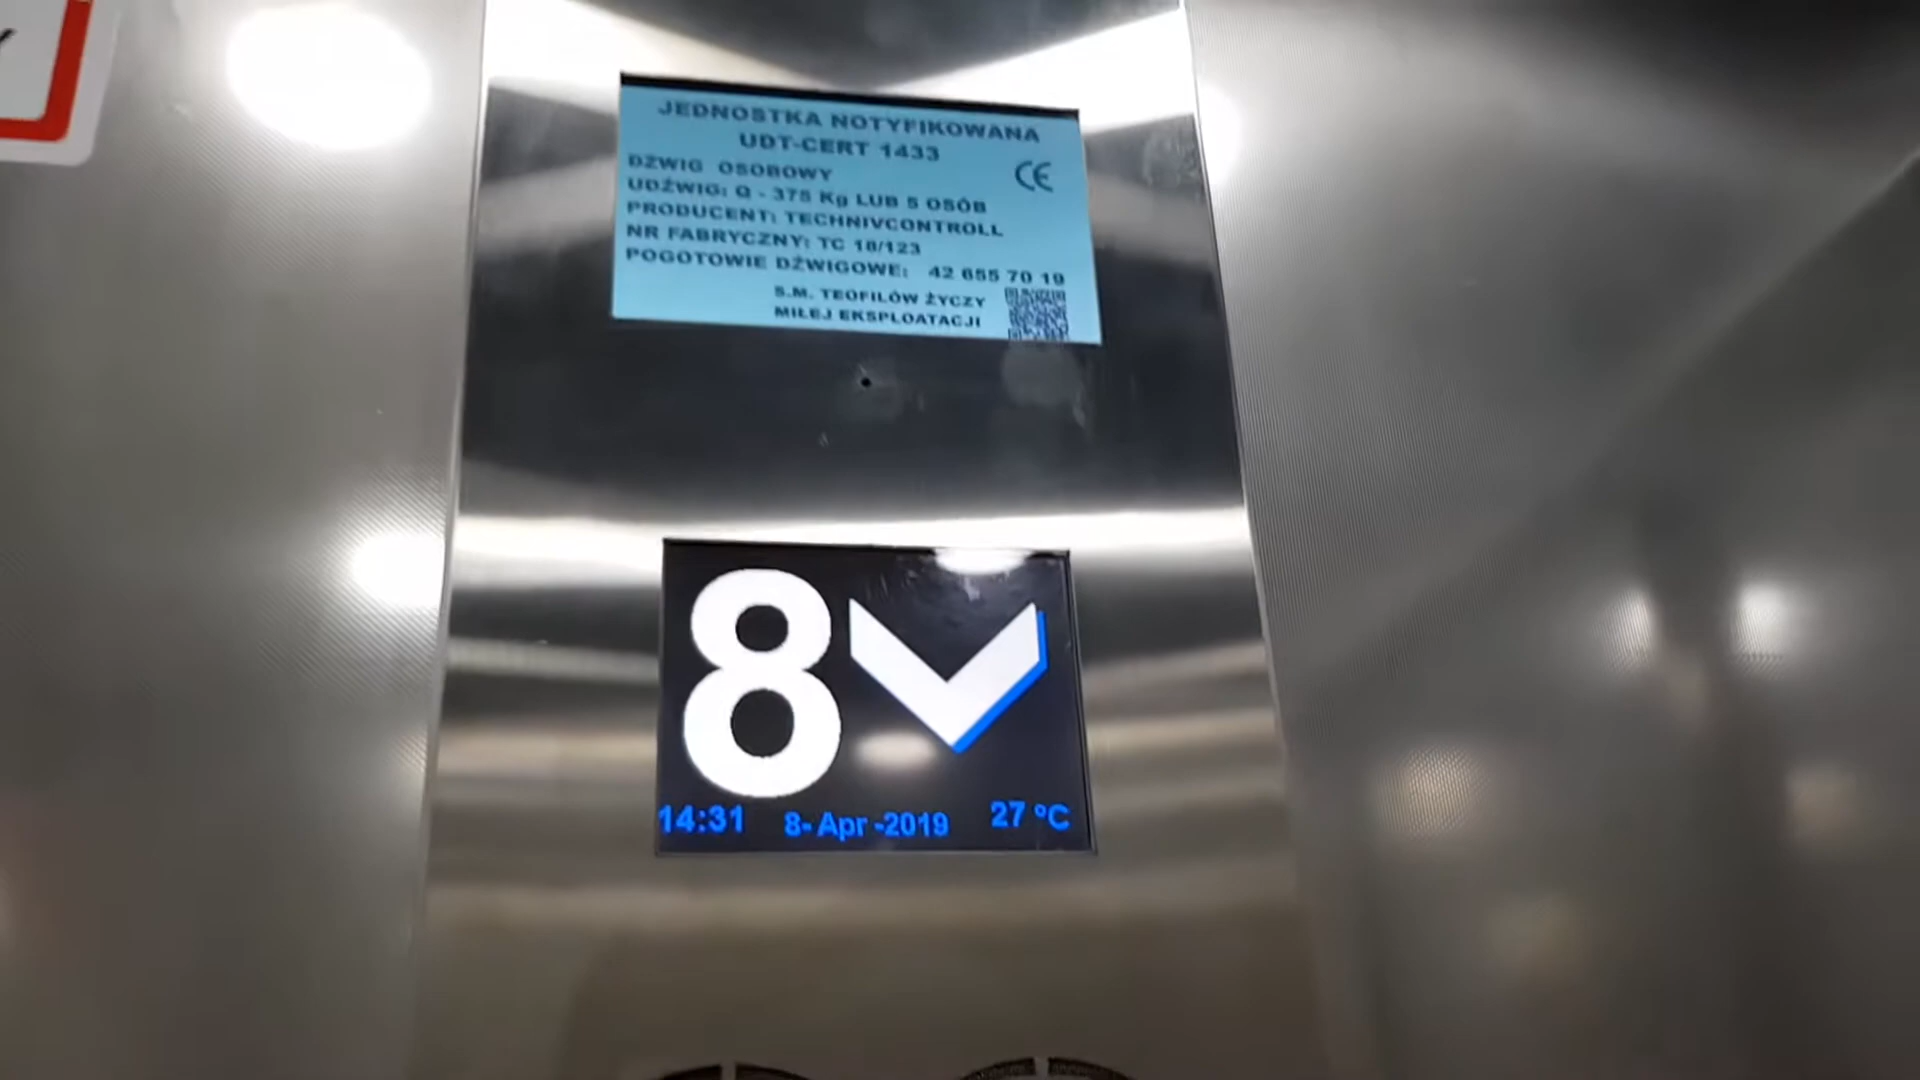 JEDNOSTKA NOTYFIKOWANA
UDT-CERT 1433
CE
DŹWIG OSOBOWY
UDŹWIG: Q - 375 Kg LUB 5 OSÓB
PRODUCENT: TECHNIVCONTROLL
NR FABRYCZNY: TC 18/123
POGOTOWIE DŹWIGOWE: 42 655 70 19
S.M. TEOFILÓW ŻYCZY
MIŁEJ EKSPLOATACJI
8
14:31 8-Apr-2019 27 °C